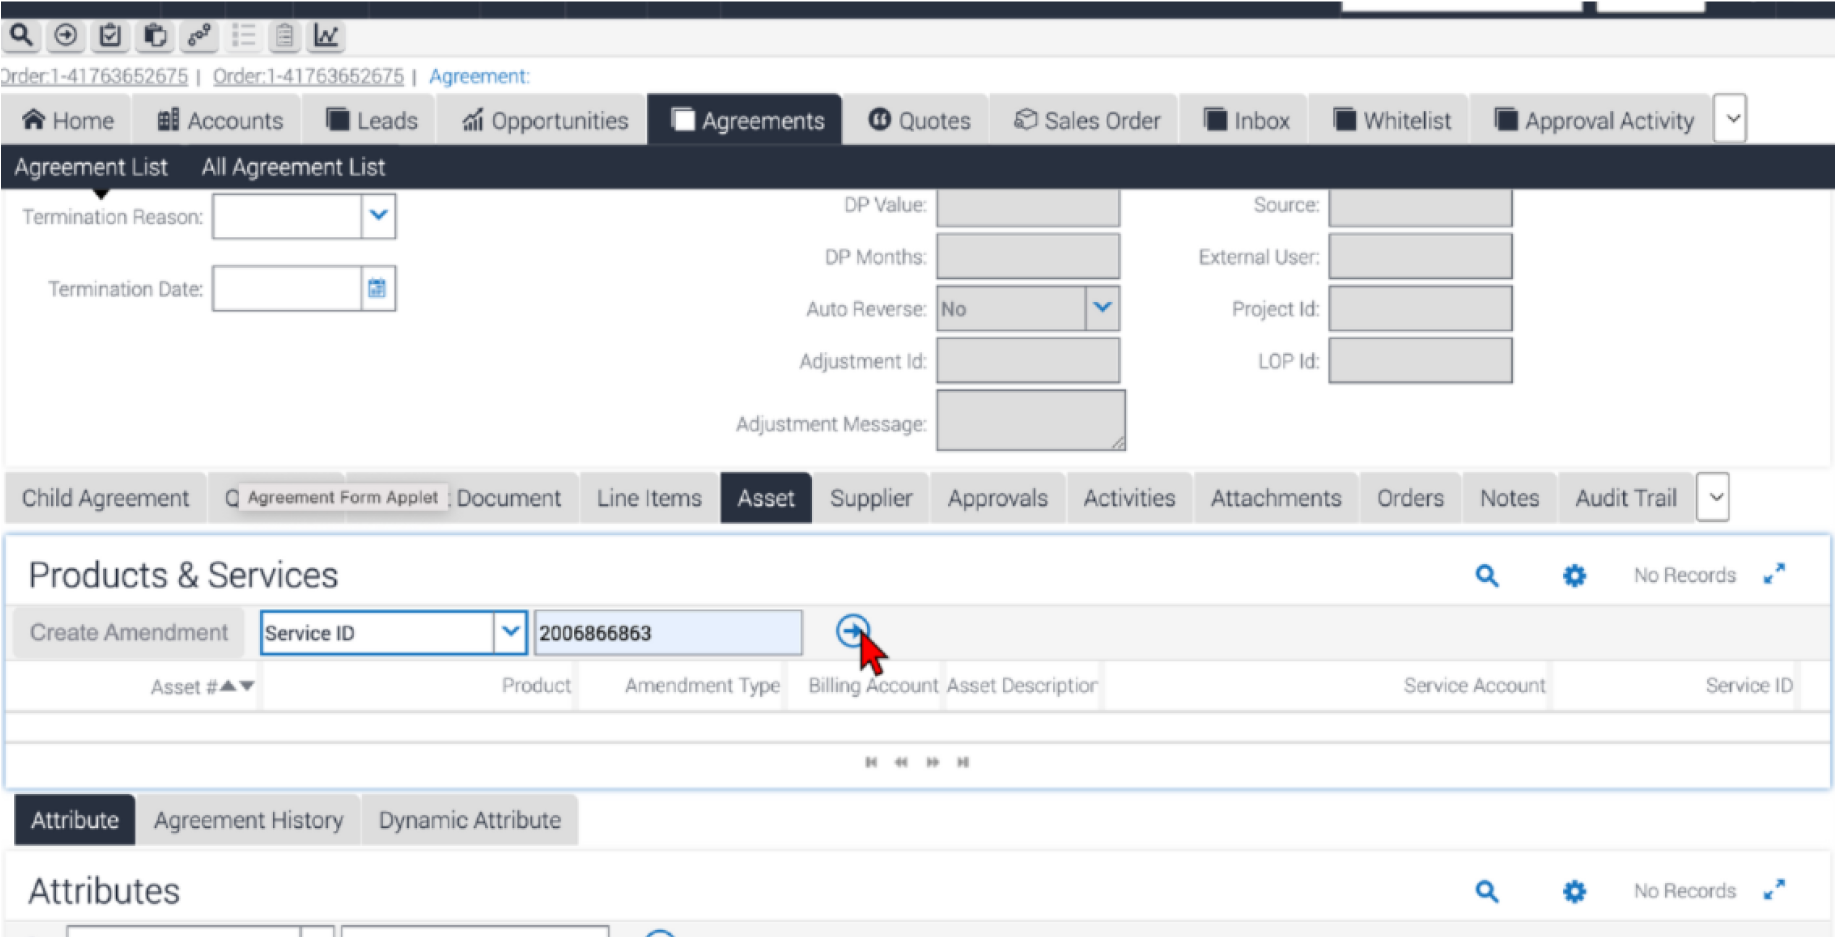 Order:1-41763652675 | Order:1-41763652675 | Agreement:
Home Accounts Leads Opportunities Agreements Quotes Sales Order Inbox Whitelist Approval Activity
Agreement List All Agreement List
Termination Reason: DP Value: Source:
DP Months: External User:
Termination Date:
Auto Reverse: No Project Id:
Adjustment Id: LOP Id:
Adjustment Message:
Child Agreement Agreement Form Applet Document Line Items Asset Supplier Approvals Activities Attachments Orders Notes Audit Trail
Products & Services No Records
Create Amendment Service ID 2006866863
Asset # Product Amendment Type Billing Account Asset Description Service Account Service ID
Attribute Agreement History Dynamic Attribute
Attributes No Records